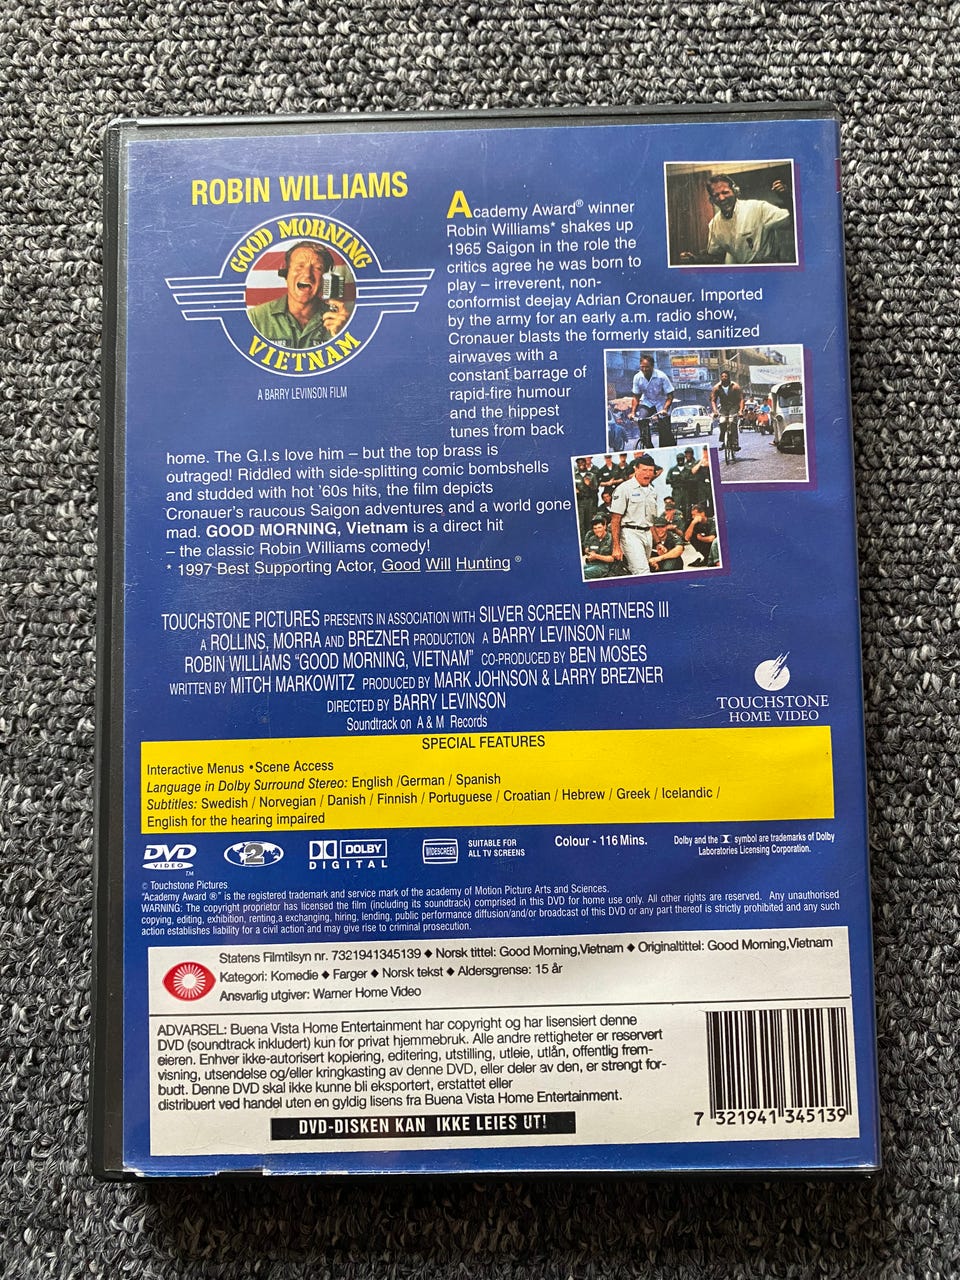 ROBIN WILLIAMS
GOOD MORNING
VIETNAM
A BARRY LEVINSON FILM
Academy Award® winner
Robin Williams* shakes up
1965 Saigon in the role the
critics agree he was born to
play – irreverent, non-
conformist deejay Adrian Cronauer. Imported
by the army for an early a.m. radio show,
Cronauer blasts the formerly staid, sanitized
airwaves with a
constant barrage of
rapid-fire humour
and the hippest
tunes from back
home. The G.I.s love him – but the top brass is
outraged! Riddled with side-splitting comic bombshells
and studded with hot '60s hits, the film depicts
Cronauer's raucous Saigon adventures and a world gone
mad. GOOD MORNING, Vietnam is a direct hit
– the classic Robin Williams comedy!
* 1997 Best Supporting Actor, Good Will Hunting ®
TOUCHSTONE PICTURES PRESENTS IN ASSOCIATION WITH SILVER SCREEN PARTNERS III
A ROLLINS, MORRA AND BREZNER PRODUCTION A BARRY LEVINSON FILM
ROBIN WILLIAMS "GOOD MORNING, VIETNAM" CO-PRODUCED BY BEN MOSES
WRITTEN BY MITCH MARKOWITZ PRODUCED BY MARK JOHNSON & LARRY BREZNER
DIRECTED BY BARRY LEVINSON
Soundtrack on A & M Records
TOUCHSTONE
HOME VIDEO
SPECIAL FEATURES
Interactive Menus • Scene Access
Language in Dolby Surround Stereo: English /German / Spanish
Subtitles: Swedish / Norwegian / Danish / Finnish / Portuguese / Croatian / Hebrew / Greek / Icelandic /
English for the hearing impaired
DVD
VIDEO
TM
2
DOLBY
DIGITAL
WIDESCREEN
SUITABLE FOR
ALL TV SCREENS
Colour - 116 Mins.
Dolby and the symbol are trademarks of Dolby
Laboratories Licensing Corporation.
© Touchstone Pictures
"Academy Award ®" is the registered trademark and service mark of the academy of Motion Picture Arts and Sciences.
WARNING: The copyright proprietor has licensed the film (including its soundtrack) comprised in this DVD for home use only. All other rights are reserved. Any unauthorised
copying, editing, exhibition, renting,a exchanging, hiring, lending, public performance diffusion/and/or broadcast of this DVD or any part thereof is strictly prohibited and any such
action establishes liability for a civil action and may give rise to criminal prosecution.
Statens Filmtilsyn nr. 7321941345139 ◆ Norsk tittel: Good Morning,Vietnam ◆ Originaltittel: Good Morning,Vietnam
Kategori: Komedie ◆ Farger ◆ Norsk tekst ◆ Aldersgrense: 15 år
Ansvarlig utgiver: Warner Home Video
ADVARSEL: Buena Vista Home Entertainment har copyright og har lisensiert denne
DVD (soundtrack inkludert) kun for privat hjemmebruk. Alle andre rettigheter er reservert
eieren. Enhver ikke-autorisert kopiering, editering, utstilling, utleie, utlån, offentlig frem-
visning, utsendelse og/eller kringkasting av denne DVD, eller deler av den, er strengt for-
budt. Denne DVD skal ikke kunne bli eksportert, erstattet eller
distribuert ved handel uten en gyldig lisens fra Buena Vista Home Entertainment.
DVD-DISKEN KAN IKKE LEIES UT!
7 321941 345139